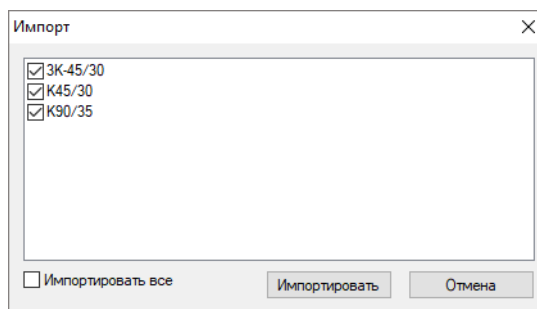 Импорт
3К-45/30
К45/30
К90/35
Импортировать все
Импортировать
Отмена